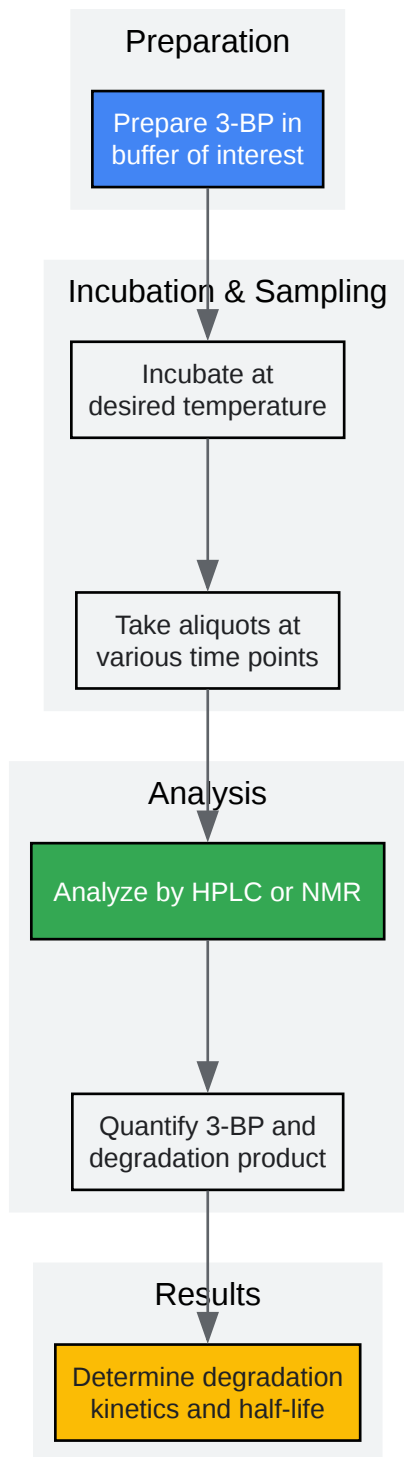 Preparation
Prepare 3-BP in
buffer of interest
Incubation & Sampling
Incubate at
desired temperature
Take aliquots at
various time points
Analysis
Analyze by HPLC or NMR
Quantify 3-BP and
degradation product
Results
Determine degradation
kinetics and half-life